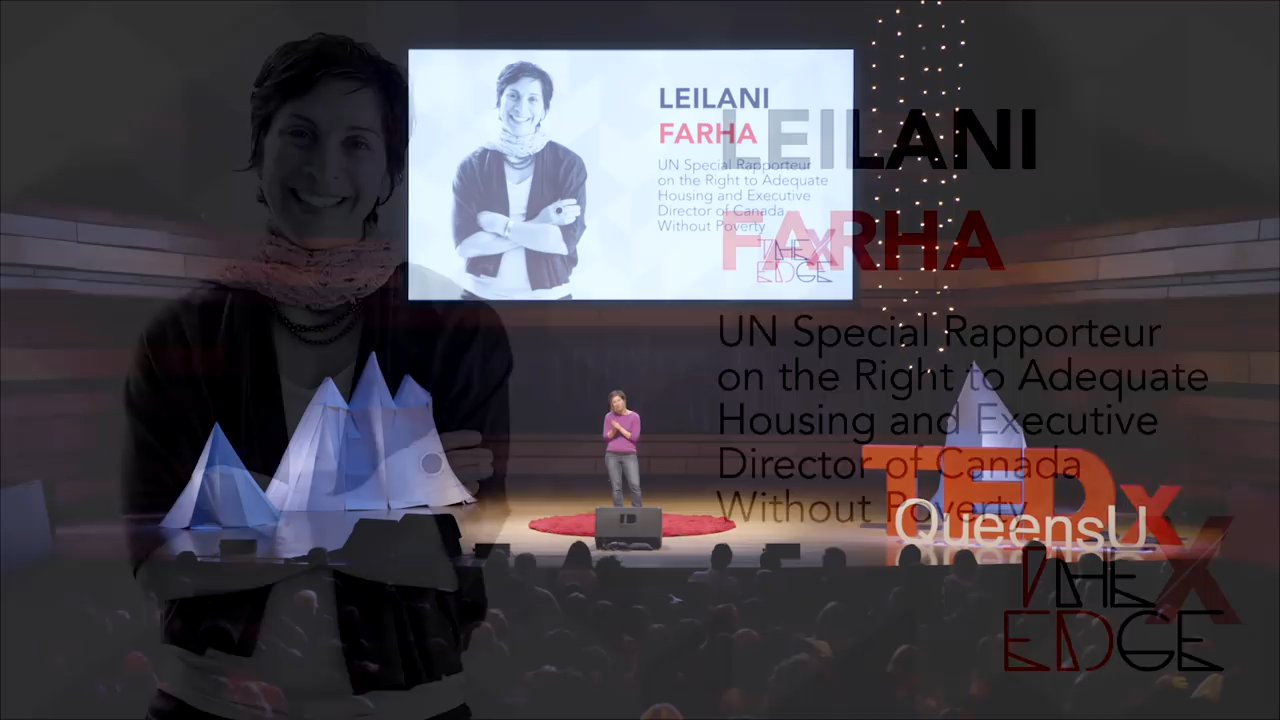 LEILANI
FARHA
UN Special Rapporteur
on the Right to Adequate
Housing and Executive
Director of Canada
Without Poverty
THE X
EDGE
LEILANI
FARHA
UN Special Rapporteur
on the Right to Adequate
Housing and Executive
Director of Canada
Without Poverty
TEDx
QueensU
THE X
EDGE